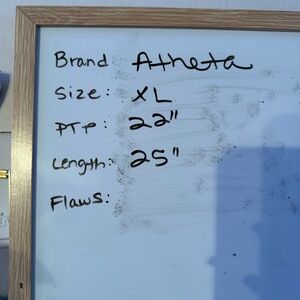 Brand: Atheta
Size: XL
PTP: 22"
Length: 25"
Flaws: